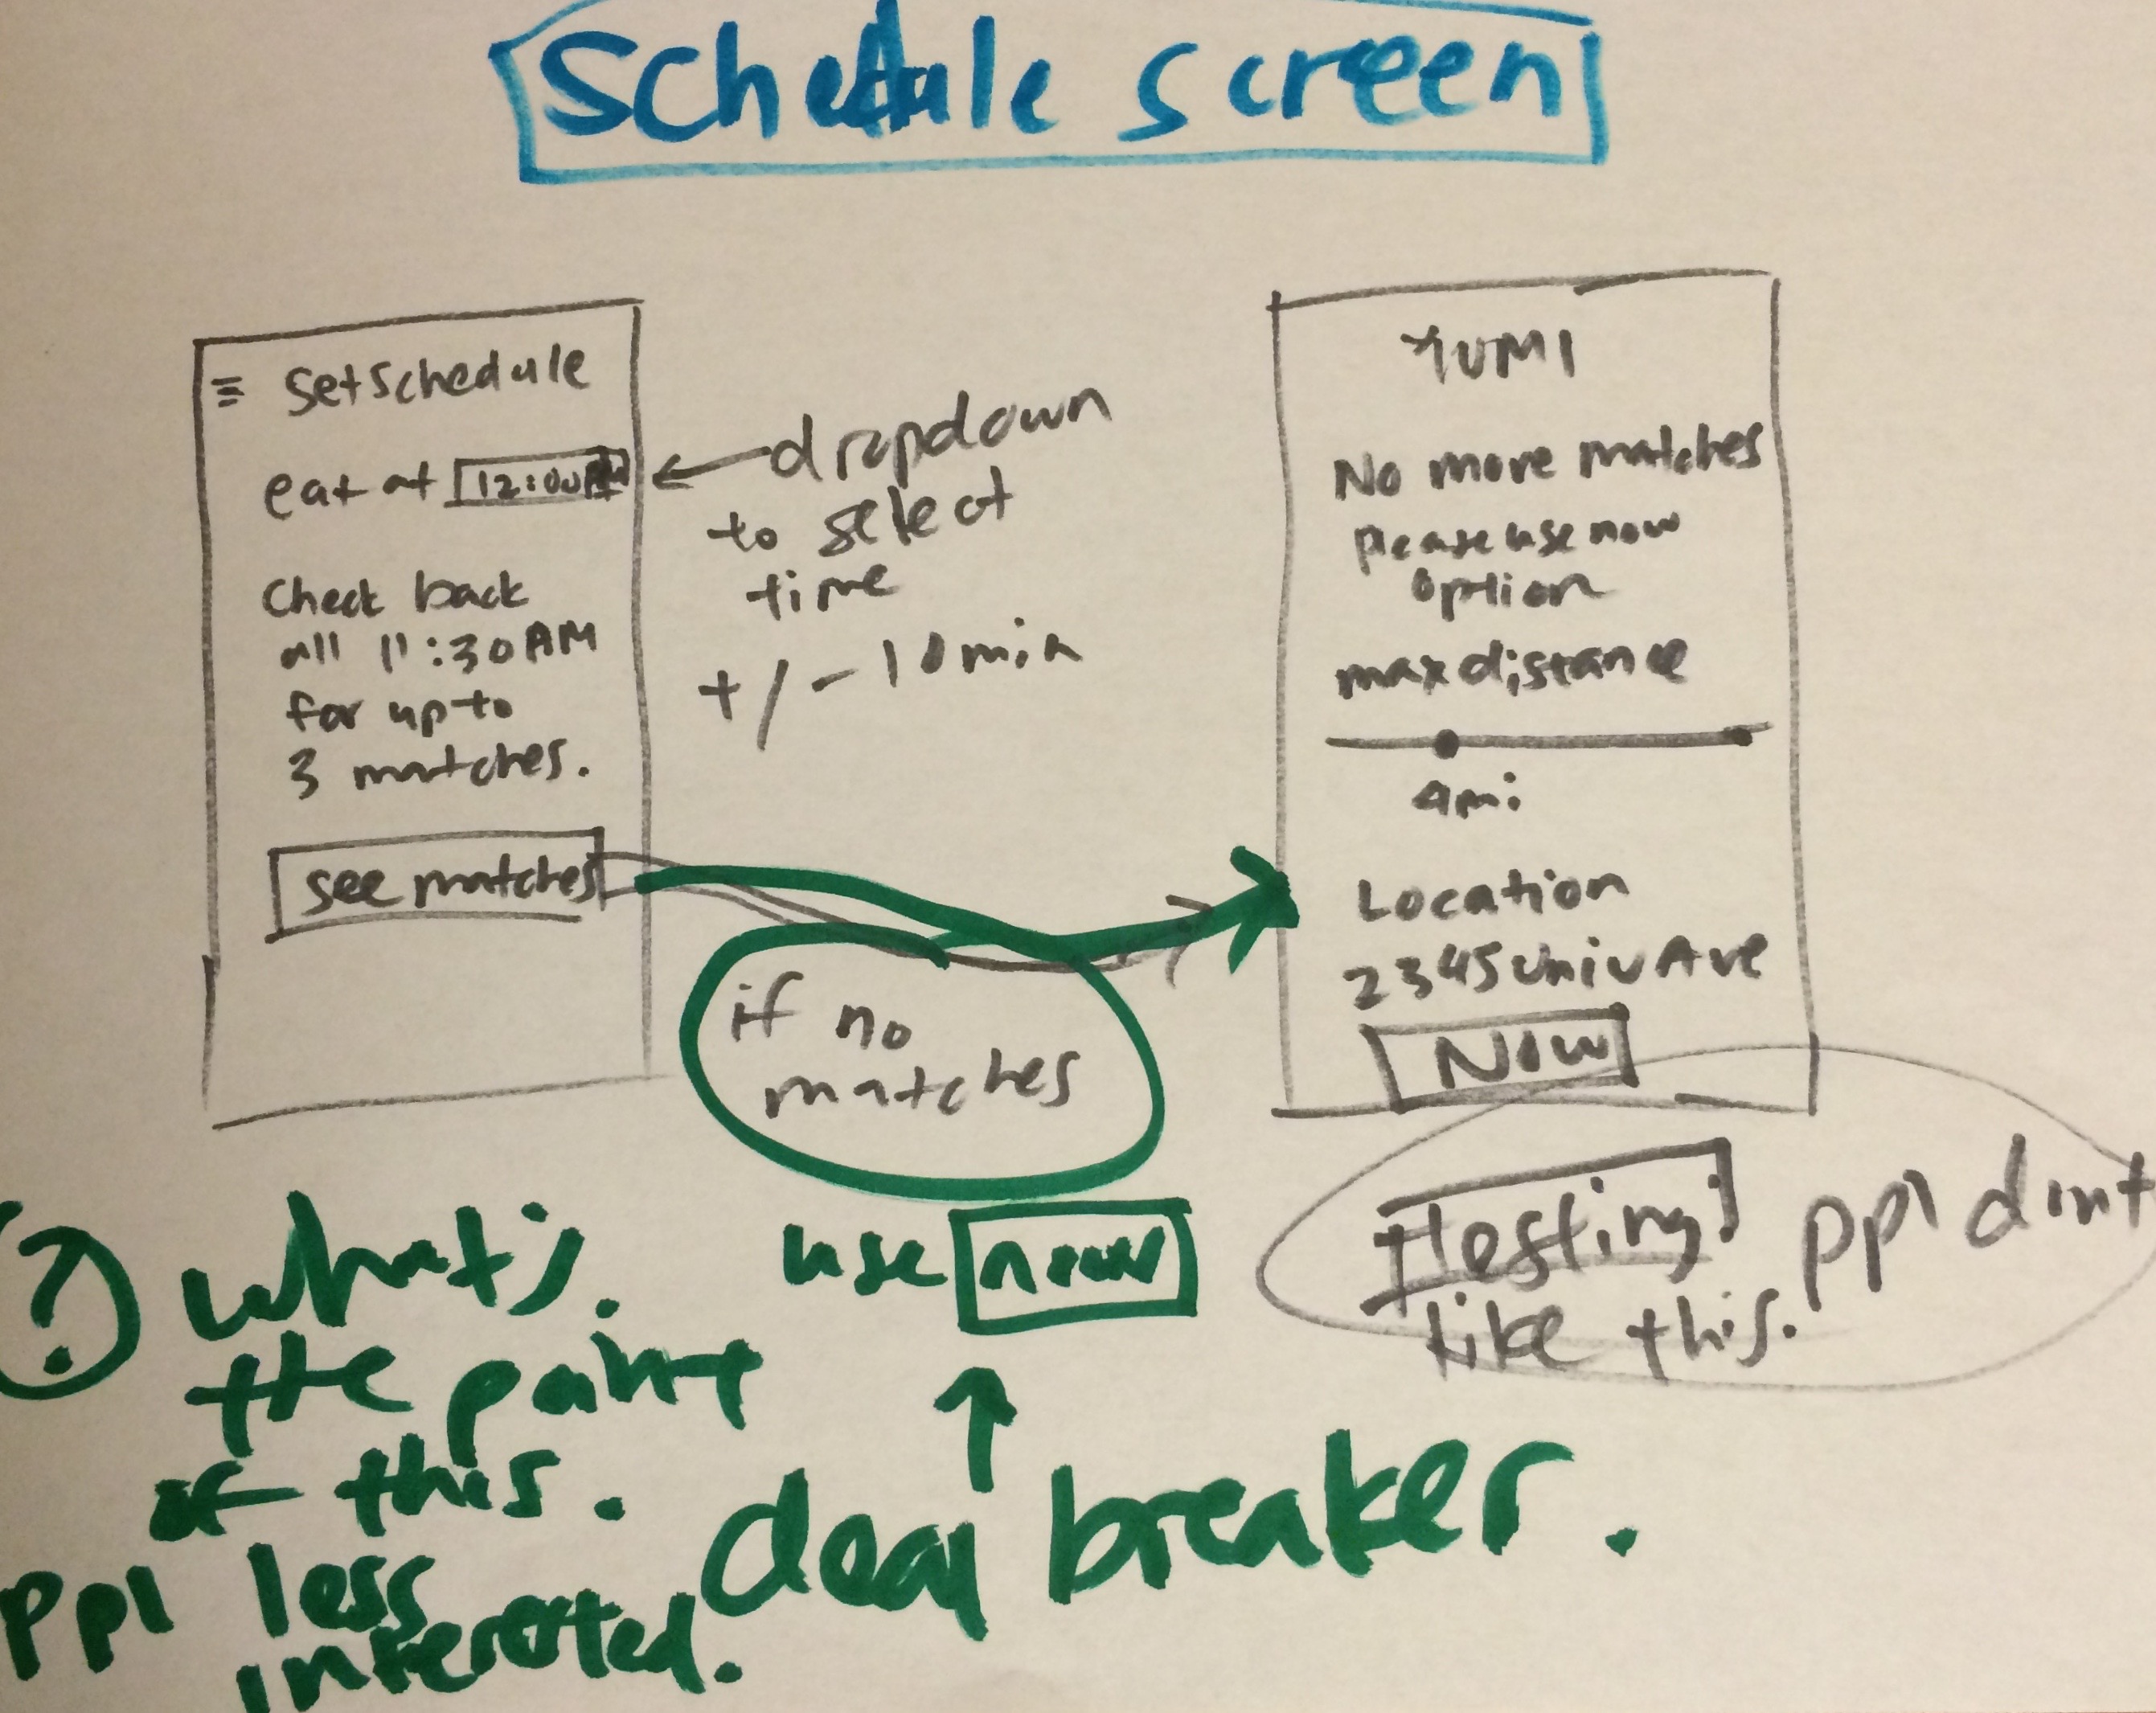 Schedule screen
≡ Set Schedule
eat at 12:00PM
Check back
all 11:30AM
for up to
3 matches.
see matches
dropdown
to select
time
+/- 10 min
if no
matches
use now
YUMI
No more matches
Please use now
option
max distance
4mi
Location
2345 Univ Ave
NOW
testing: ppl dint
like this.
? what's.
the point
of this.
ppl less
interested.
deal breaker.